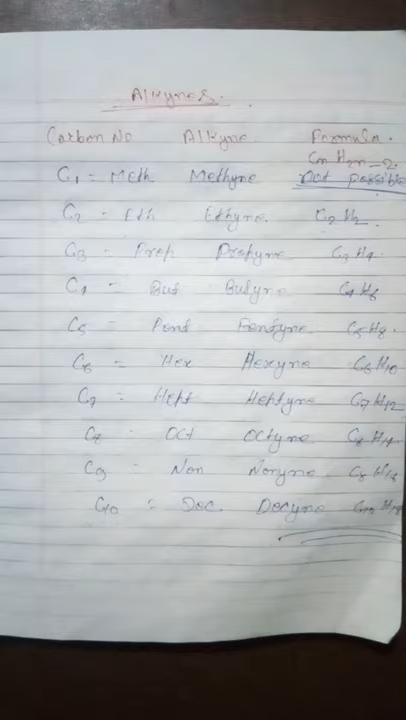 Alkynes.
Carbon No Alkyne Formula.
CnH2n-2
C1 = Meth Methyne Not possible
C2 = Eth Ethyne. C2H2.
C3 = Prop Propyne C3H4.
C4 = But Butyne C4H6
C5 = Pent Pentyne C5H8.
C6 = Hex Hexyne C6H10
C7 = Hept Heptyne C7H12
Oct Octyne C8H14
C9 - Non Nonyne
C10 = Dec. Decyne C10H18